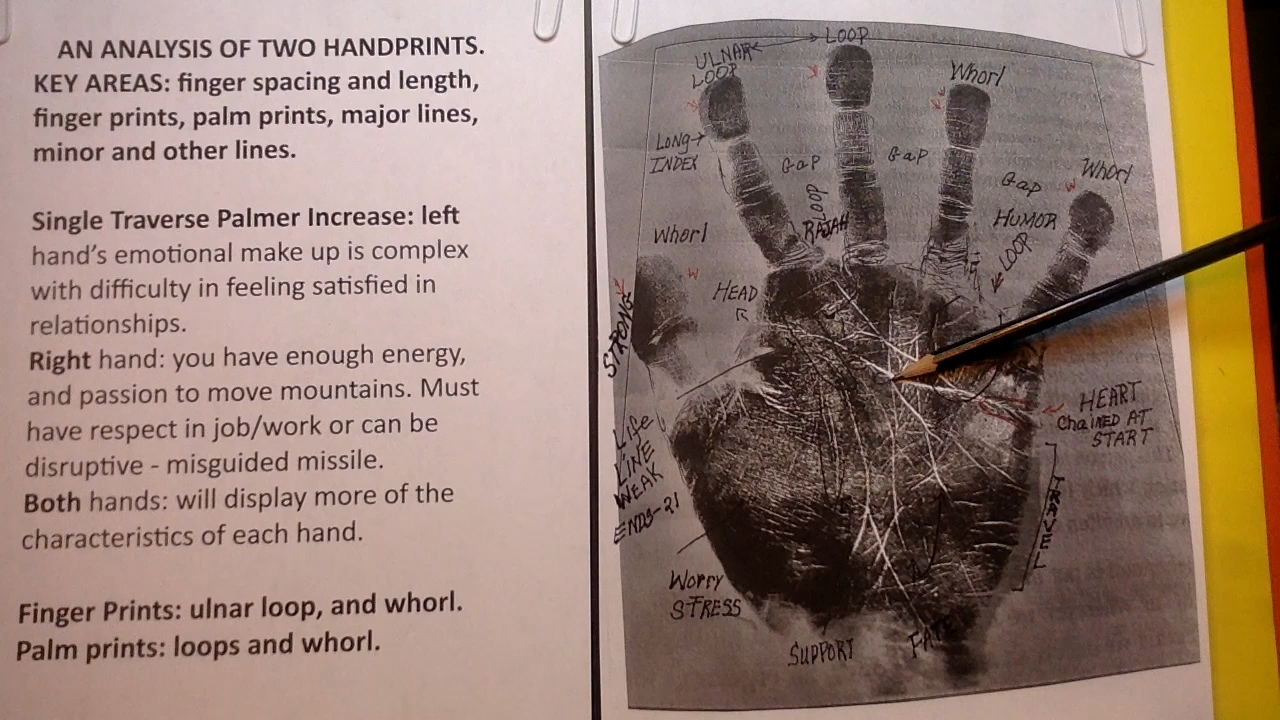 AN ANALYSIS OF TWO HANDPRINTS.
KEY AREAS: finger spacing and length,
finger prints, palm prints, major lines,
minor and other lines.
Single Traverse Palmer Increase: left
hand's emotional make up is complex
with difficulty in feeling satisfied in
relationships.
Right hand: you have enough energy,
and passion to move mountains. Must
have respect in job/work or can be
disruptive - misguided missile.
Both hands: will display more of the
characteristics of each hand.
Finger Prints: ulnar loop, and whorl.
Palm prints: loops and whorl.
LOOP
ULNAR
LOOP
Whorl
LONG
INDEX
GaP
GaP
GaP
Whorl
W
LOOP
RAJAH
HUMOR
LOOP
Whorl
W
HEAD
STRONG
HEART
ChaiNED AT
START
Life
LINE
WEAK
ENDS-21
TRAVEL
WORRY
STRESS
SUPPORT
FATE